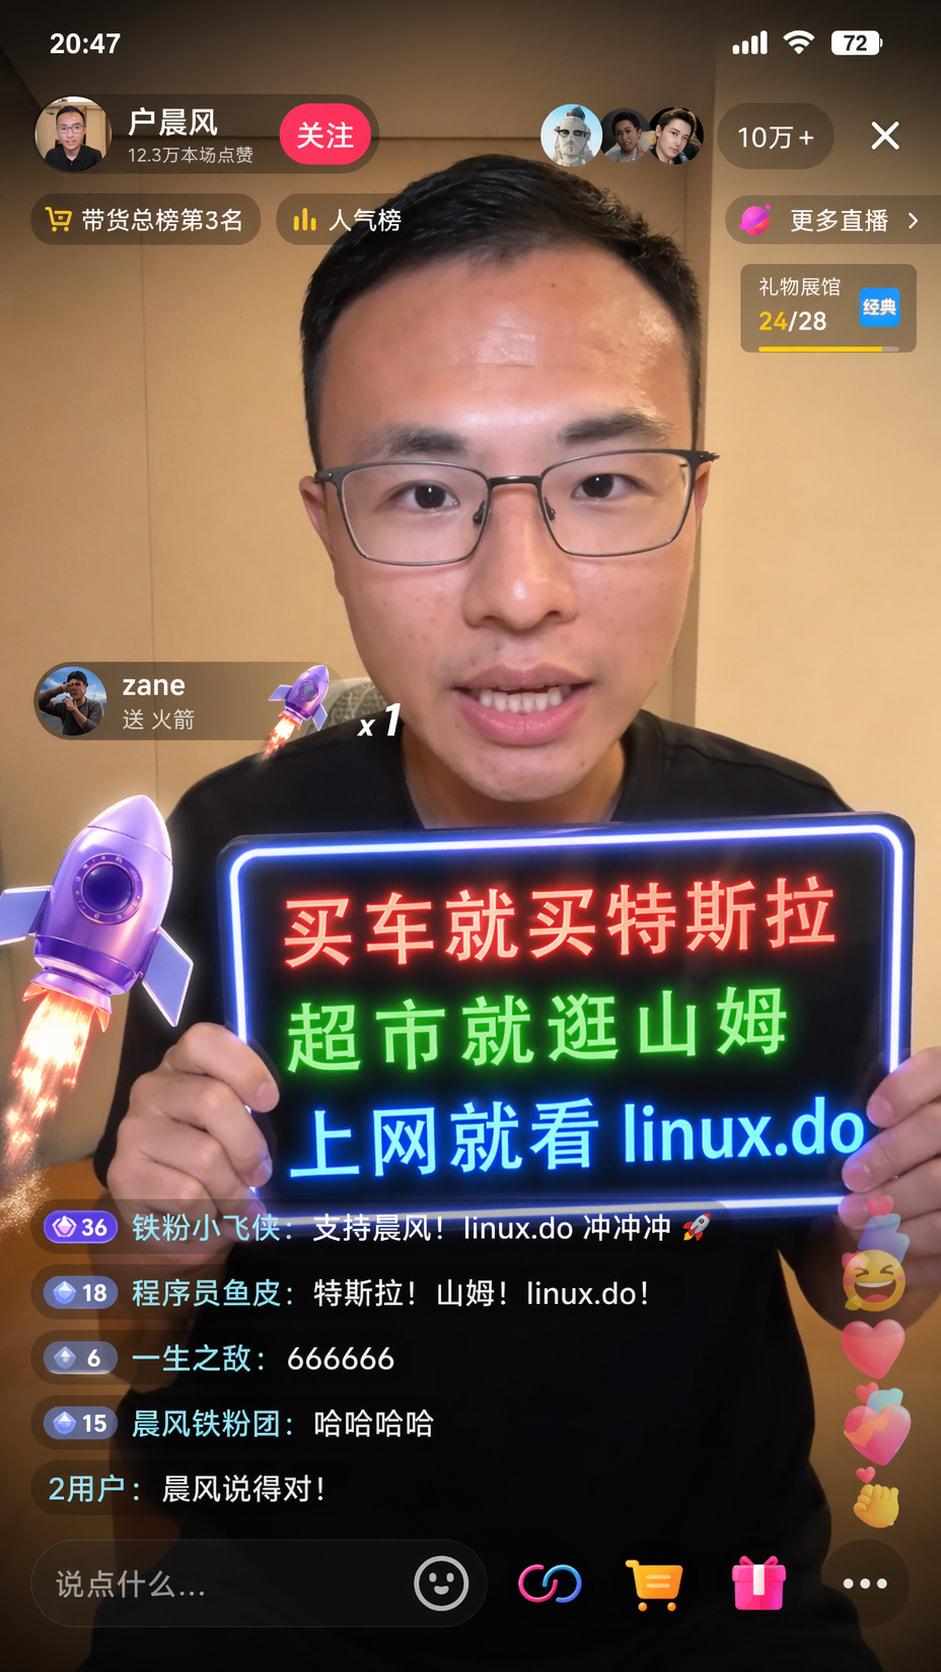 20:47
72
户晨风
12.3万本场点赞
关注
10万+
带货总榜第3名
人气榜
更多直播
礼物展馆
24/28
经典
zane
送 火箭
x 1
买车就买特斯拉
超市就逛山姆
上网就看 linux.do
36 铁粉小飞侠：支持晨风！linux.do 冲冲冲 🚀
18 程序员鱼皮：特斯拉！山姆！linux.do！
6 一生之敌：666666
15 晨风铁粉团：哈哈哈哈
2用户：晨风说得对！
说点什么...